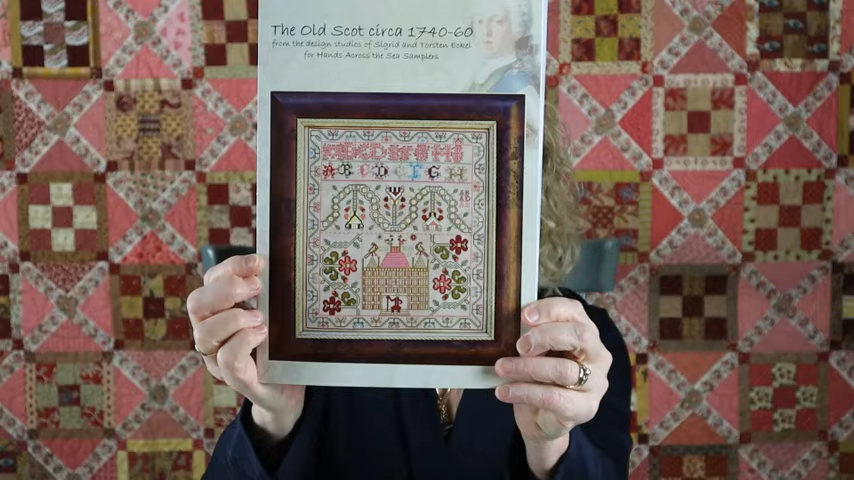 The Old Scot circa 1740-60
from the design studios of Sigrid and Torsten Eckel
for Hands Across the Sea Samplers